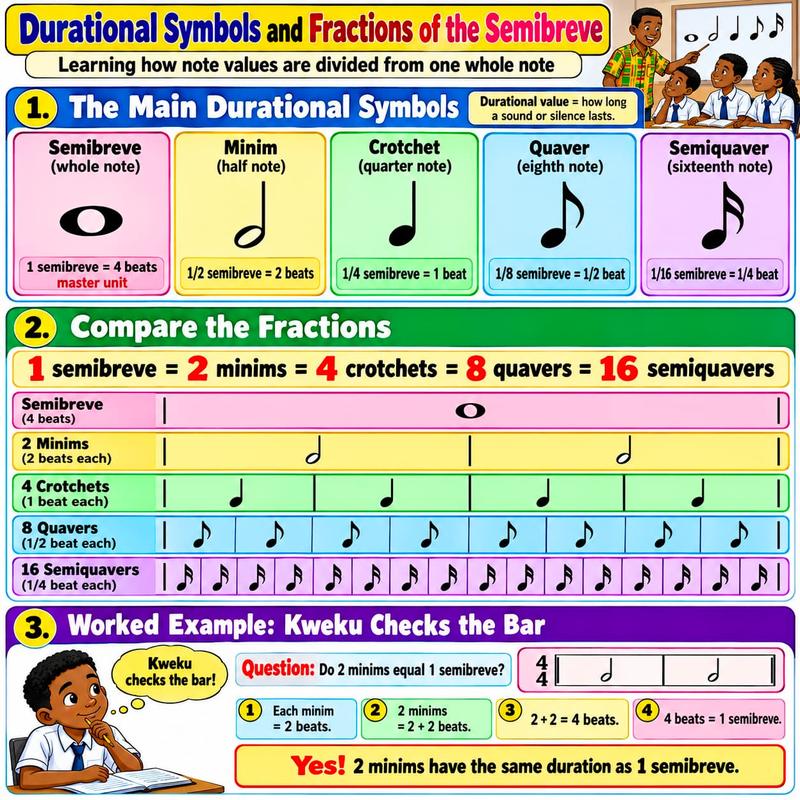 Durational Symbols and Fractions of the Semibreve
Learning how note values are divided from one whole note
1. The Main Durational Symbols
Durational value = how long
a sound or silence lasts.
Semibreve
(whole note)
1 semibreve = 4 beats
master unit
Minim
(half note)
1/2 semibreve = 2 beats
Crotchet
(quarter note)
1/4 semibreve = 1 beat
Quaver
(eighth note)
1/8 semibreve = 1/2 beat
Semiquaver
(sixteenth note)
1/16 semibreve = 1/4 beat
2. Compare the Fractions
1 semibreve = 2 minims = 4 crotchets = 8 quavers = 16 semiquavers
Semibreve
(4 beats)
2 Minims
(2 beats each)
4 Crotchets
(1 beat each)
8 Quavers
(1/2 beat each)
16 Semiquavers
(1/4 beat each)
3. Worked Example: Kweku Checks the Bar
Kweku
checks the bar!
Question: Do 2 minims equal 1 semibreve?
4
4
1 Each minim
= 2 beats.
2 2 minims
= 2 + 2 beats.
3 2 + 2 = 4 beats.
4 4 beats = 1 semibreve.
Yes! 2 minims have the same duration as 1 semibreve.